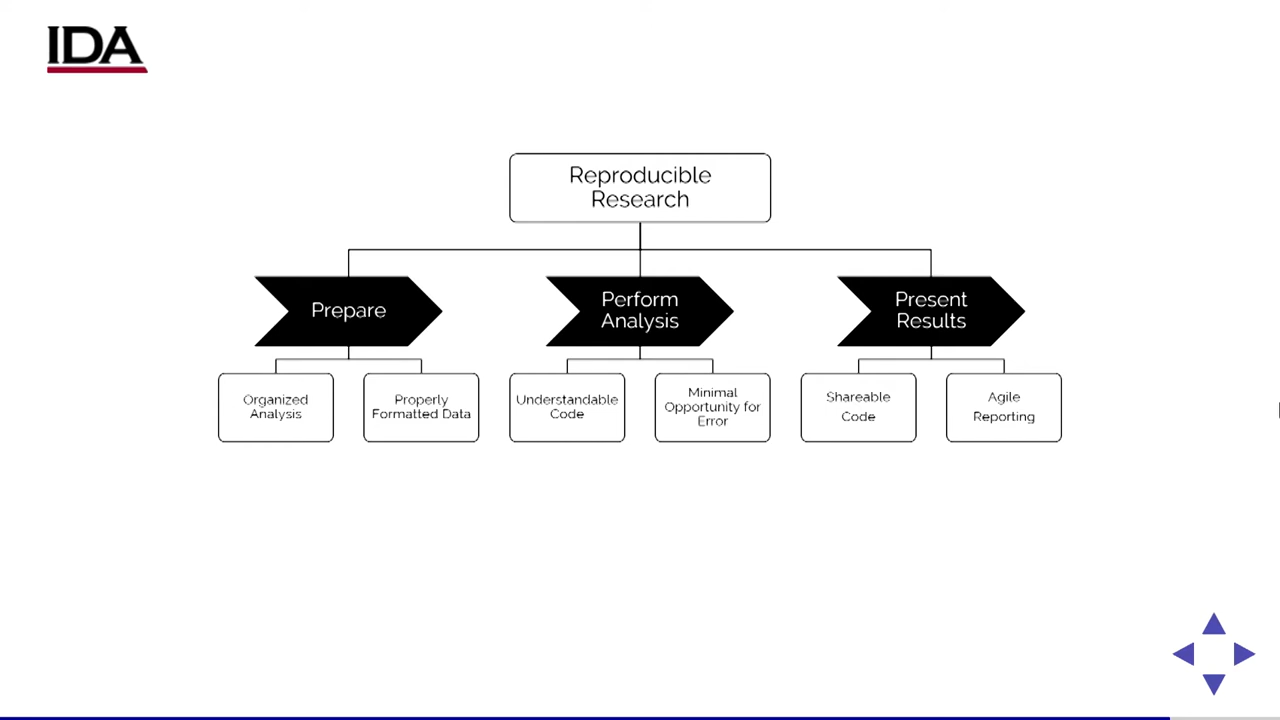 IDA
Reproducible
Research
Prepare
Perform
Analysis
Present
Results
Organized
Analysis
Properly
Formatted Data
Understandable
Code
Minimal
Opportunity for
Error
Shareable
Code
Agile
Reporting